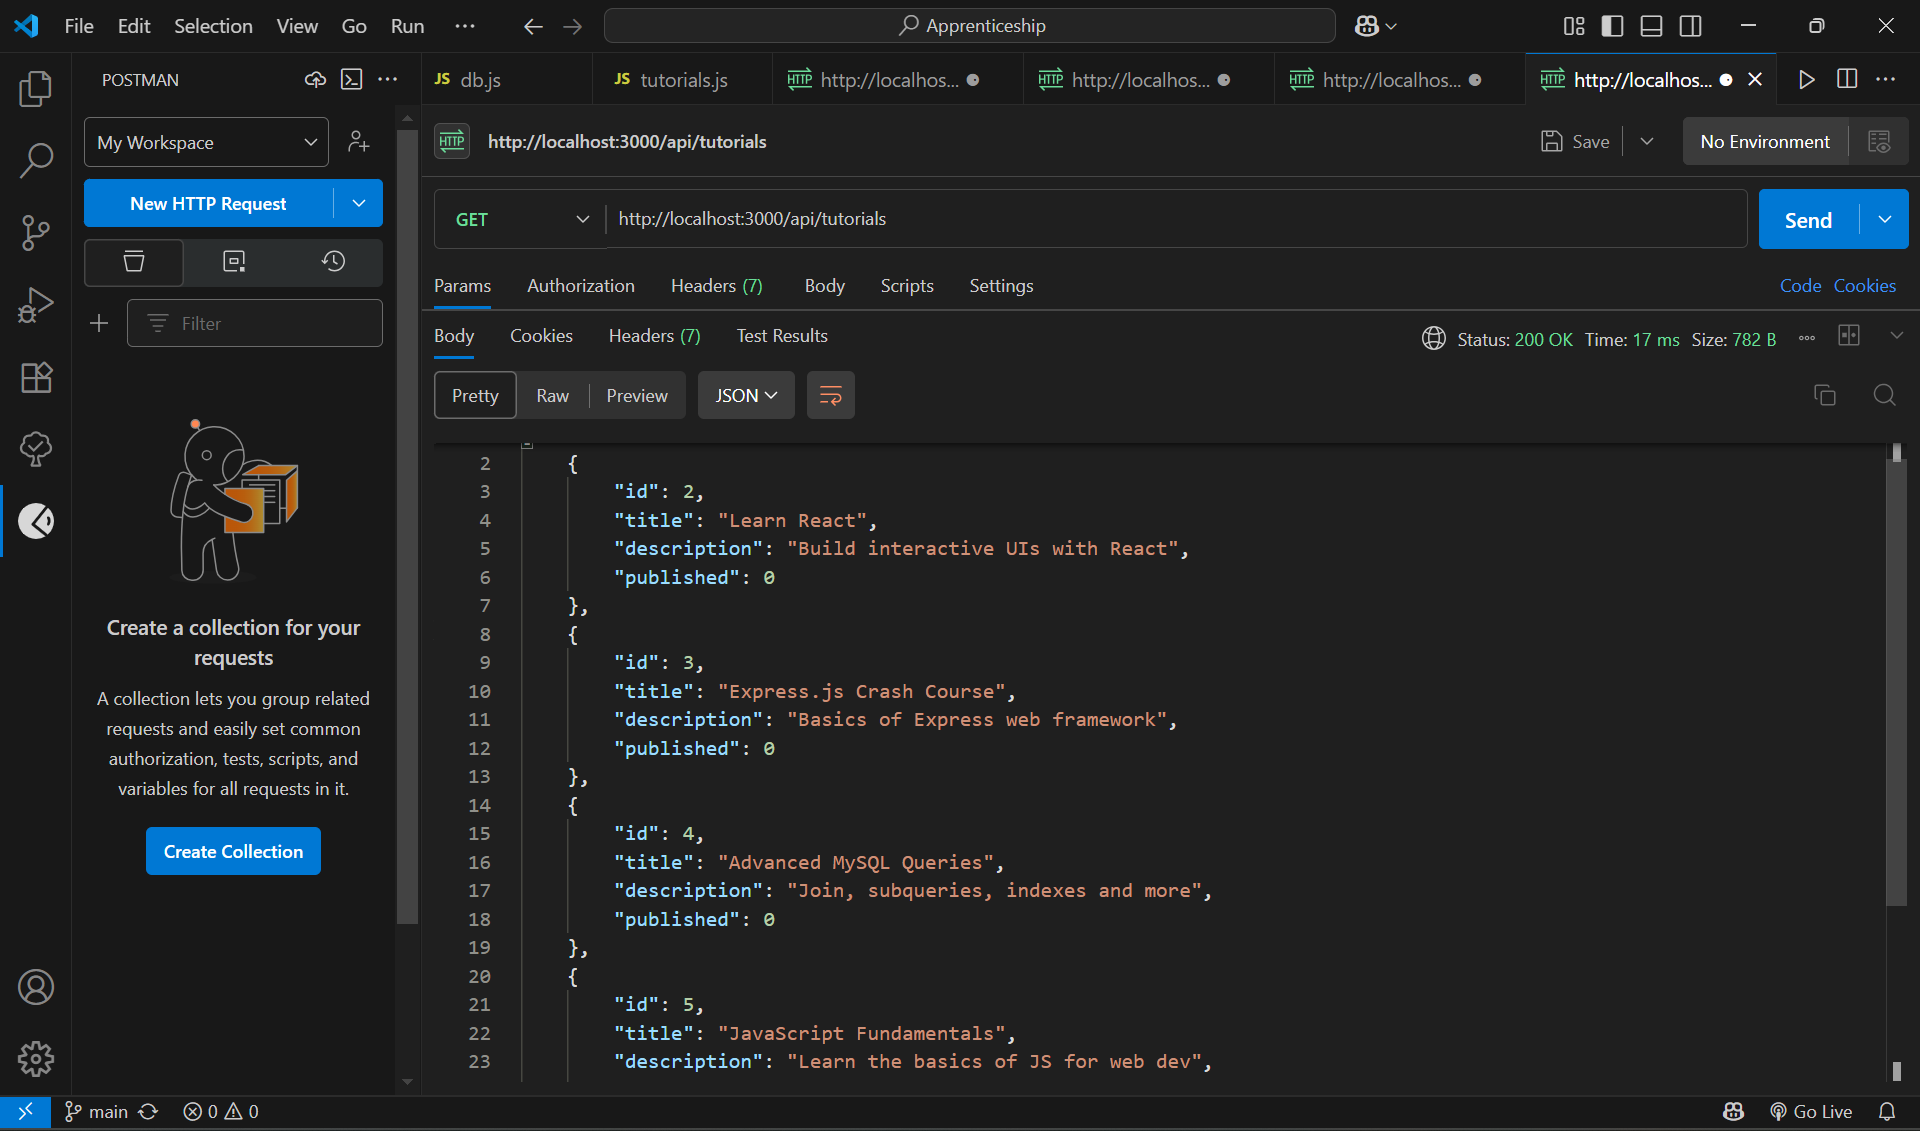 File Edit Selection View Go Run ··· Apprenticeship
POSTMAN
JS db.js JS tutorials.js HTTP http://localhos... HTTP http://localhos... HTTP http://localhos... HTTP http://localhos...
My Workspace
HTTP http://localhost:3000/api/tutorials Save No Environment
New HTTP Request
GET http://localhost:3000/api/tutorials Send
Filter
Params Authorization Headers (7) Body Scripts Settings Code Cookies
Body Cookies Headers (7) Test Results Status: 200 OK Time: 17 ms Size: 782 B
Pretty Raw Preview JSON
Create a collection for your
requests
A collection lets you group related
requests and easily set common
authorization, tests, scripts, and
variables for all requests in it.
Create Collection
2 {
3 "id": 2,
4 "title": "Learn React",
5 "description": "Build interactive UIs with React",
6 "published": 0
7 },
8 {
9 "id": 3,
10 "title": "Express.js Crash Course",
11 "description": "Basics of Express web framework",
12 "published": 0
13 },
14 {
15 "id": 4,
16 "title": "Advanced MySQL Queries",
17 "description": "Join, subqueries, indexes and more",
18 "published": 0
19 },
20 {
21 "id": 5,
22 "title": "JavaScript Fundamentals",
23 "description": "Learn the basics of JS for web dev",
main 0 0 Go Live